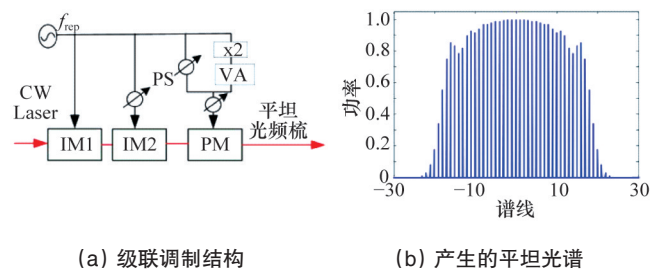 f_rep
x2
PS
VA
CW
Laser
平坦
光频梳
IM1
IM2
PM
(a) 级联调制结构
功率
1.0
0.8
0.6
0.4
0.2
0
−30
−10
10
30
谱线
(b) 产生的平坦光谱